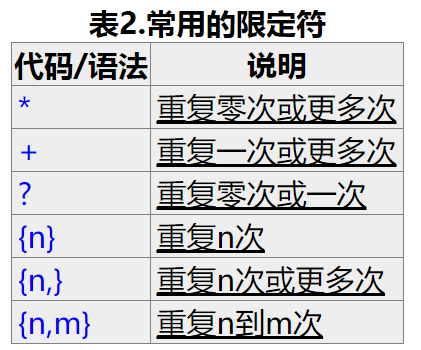 表2.常用的限定符
代码/语法 说明
* 重复零次或更多次
+ 重复一次或更多次
? 重复零次或一次
{n} 重复n次
{n,} 重复n次或更多次
{n,m} 重复n到m次